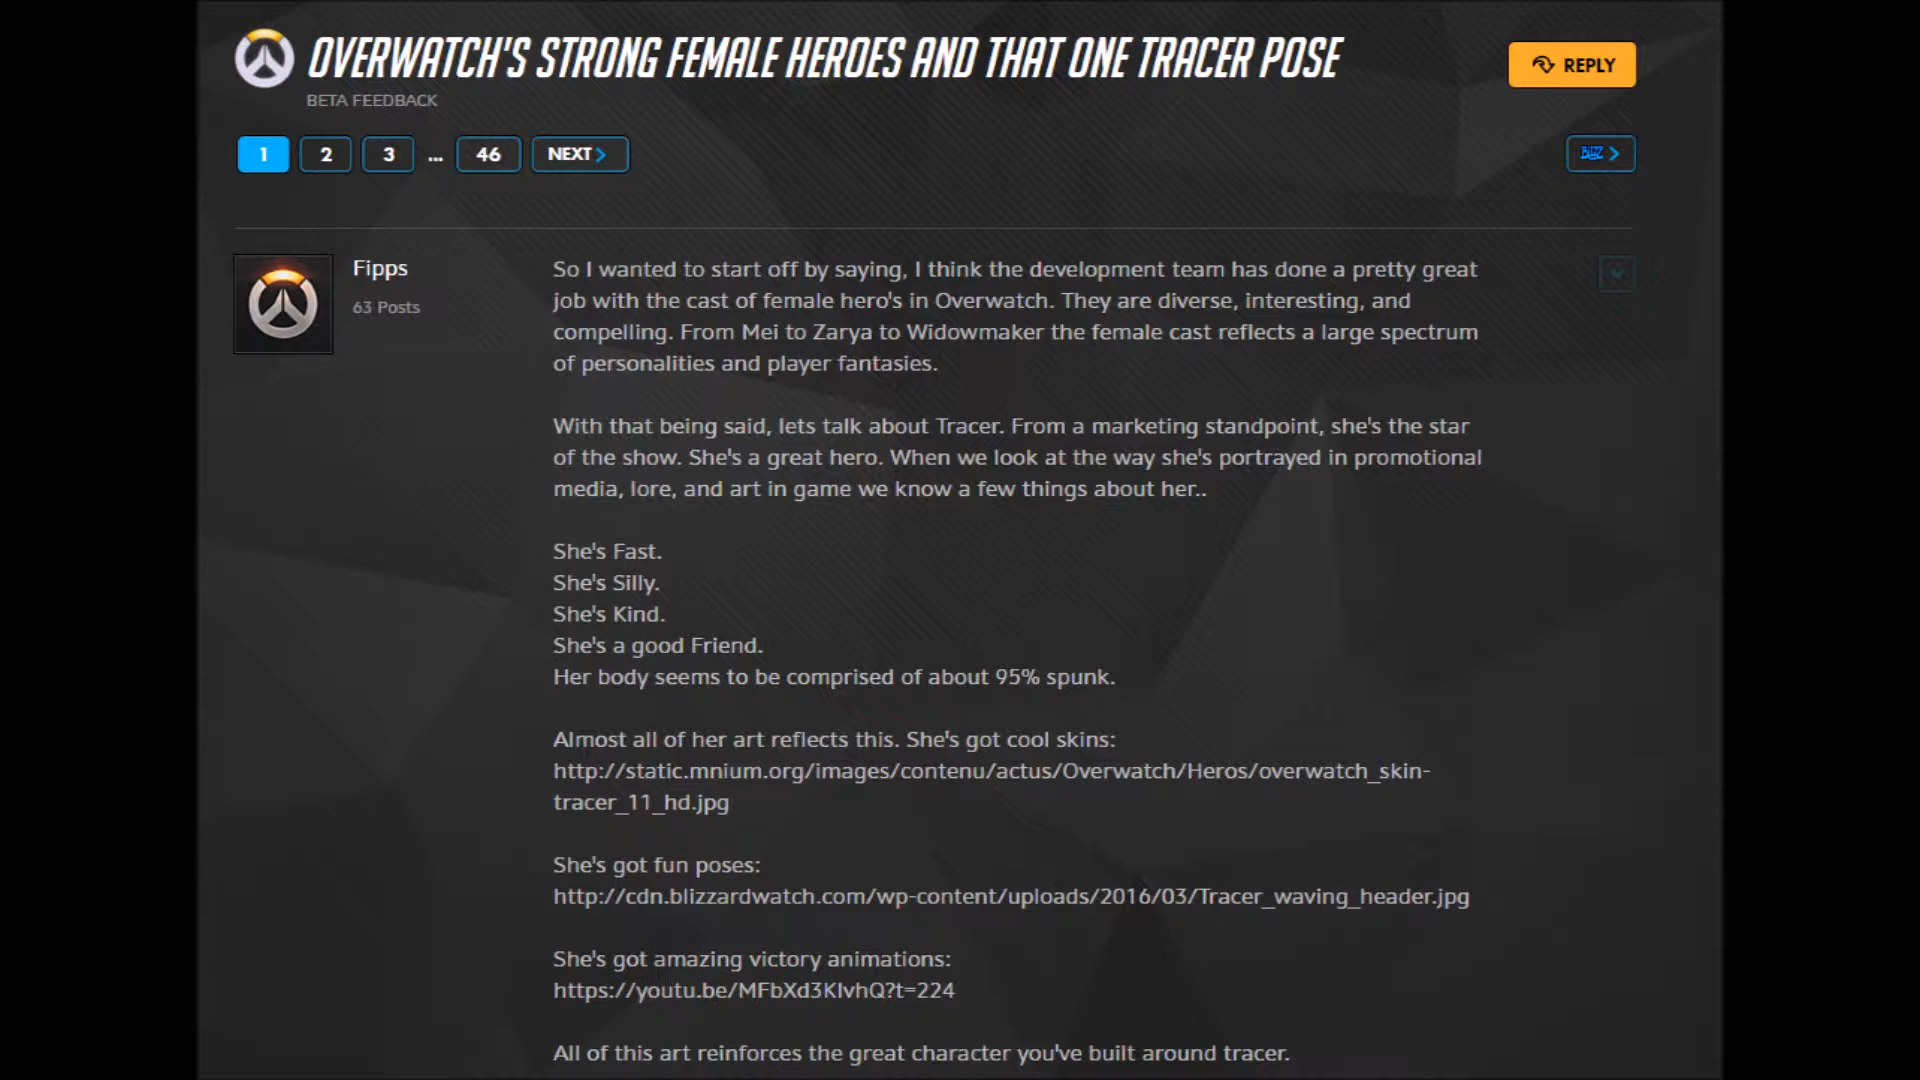 OVERWATCH'S STRONG FEMALE HEROES AND THAT ONE TRACER POSE
REPLY
BETA FEEDBACK
1 2 3 ... 46 NEXT >
BLIZ >
Fipps
63 Posts
So I wanted to start off by saying, I think the development team has done a pretty great
job with the cast of female hero's in Overwatch. They are diverse, interesting, and
compelling. From Mei to Zarya to Widowmaker the female cast reflects a large spectrum
of personalities and player fantasies.
With that being said, lets talk about Tracer. From a marketing standpoint, she's the star
of the show. She's a great hero. When we look at the way she's portrayed in promotional
media, lore, and art in game we know a few things about her..
She's Fast.
She's Silly.
She's Kind.
She's a good Friend.
Her body seems to be comprised of about 95% spunk.
Almost all of her art reflects this. She's got cool skins:
http://static.mnium.org/images/contenu/actus/Overwatch/Heros/overwatch_skin-
tracer_11_hd.jpg
She's got fun poses:
http://cdn.blizzardwatch.com/wp-content/uploads/2016/03/Tracer_waving_header.jpg
She's got amazing victory animations:
https://youtu.be/MFbXd3KIvhQ?t=224
All of this art reinforces the great character you've built around tracer.